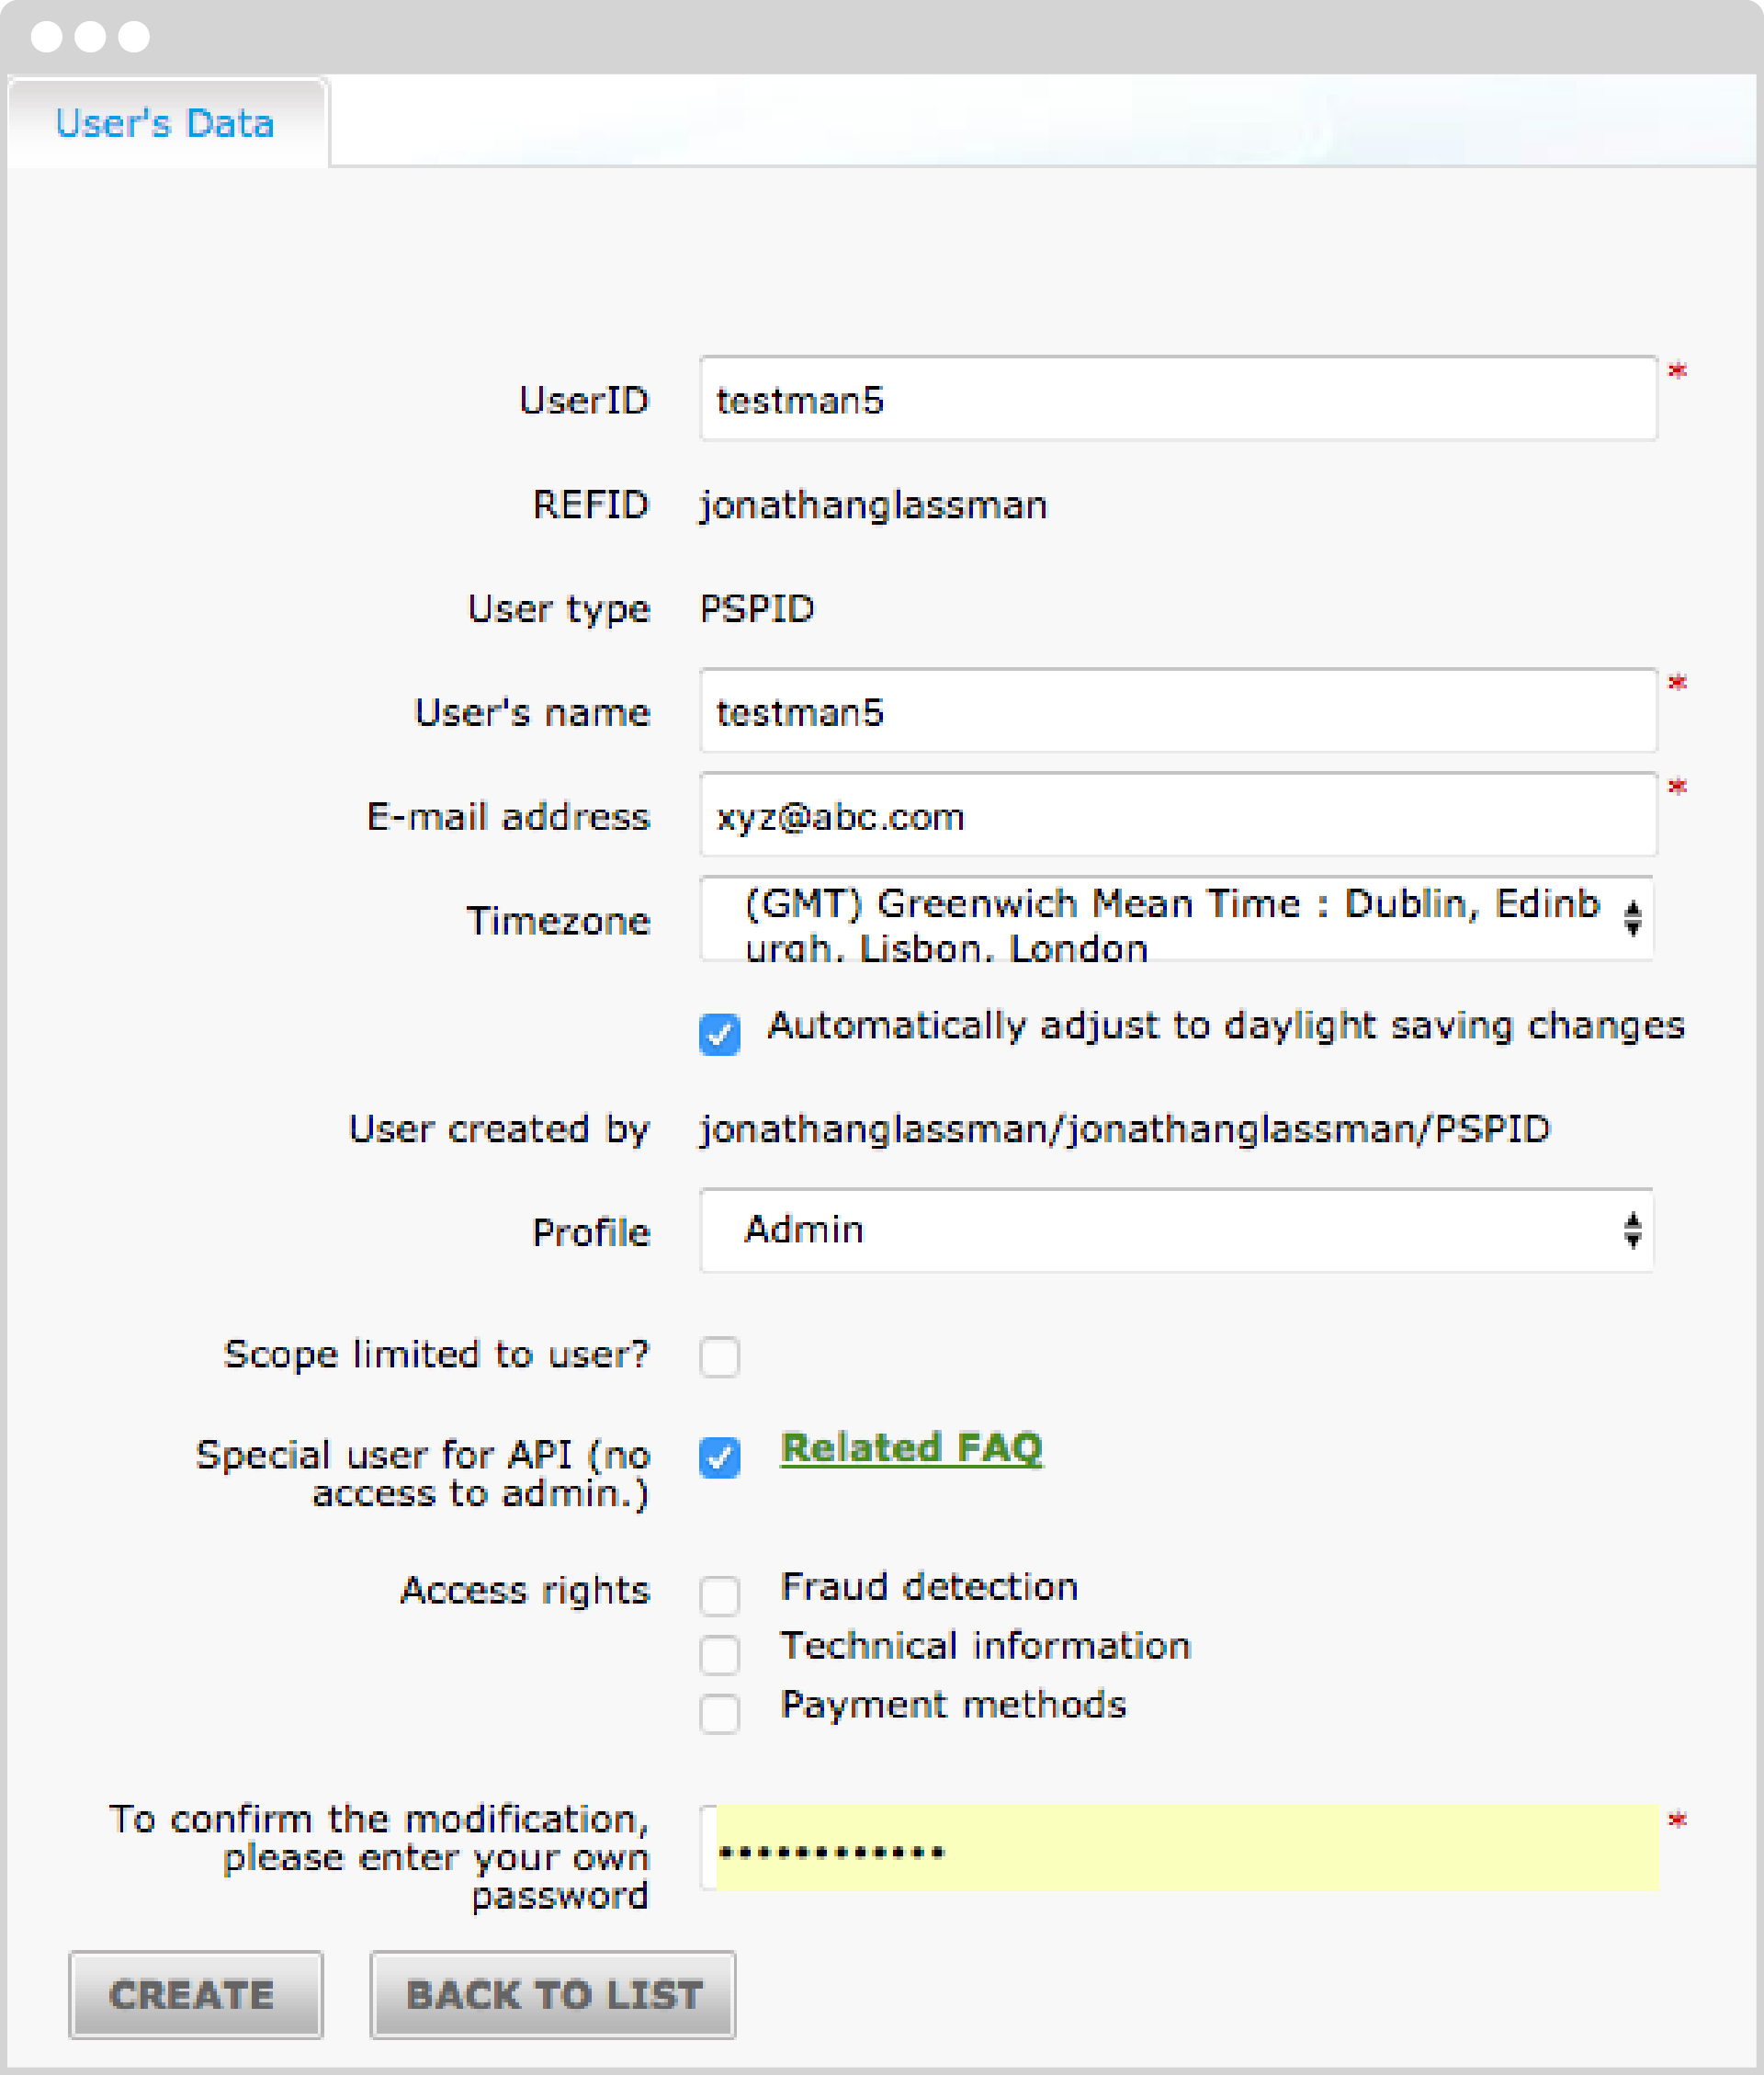 User's Data
UserID
testman5
*
REFID
jonathanglassman
User type
PSPID
User's name
testman5
*
E-mail address
xyz@abc.com
*
Timezone
(GMT) Greenwich Mean Time : Dublin, Edinb
urgh, Lisbon, London
Automatically adjust to daylight saving changes
User created by
jonathanglassman/jonathanglassman/PSPID
Profile
Admin
Scope limited to user?
Special user for API (no
access to admin.)
Related FAQ
Access rights
Fraud detection
Technical information
Payment methods
To confirm the modification,
please enter your own
password
••••••••••••
*
CREATE
BACK TO LIST